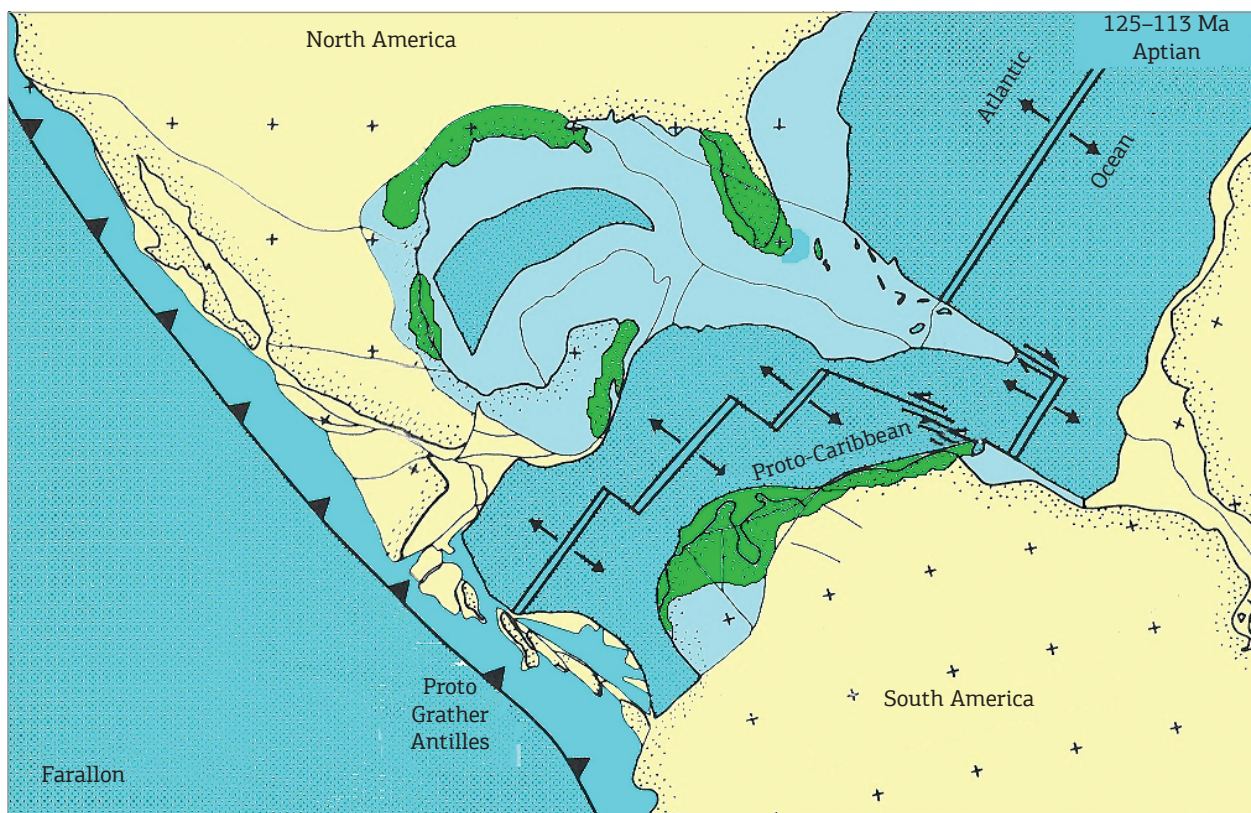 North America
125–113 Ma
Aptian
Atlantic
Ocean
Proto-Caribbean
Proto
Grather
Antilles
South America
Farallon